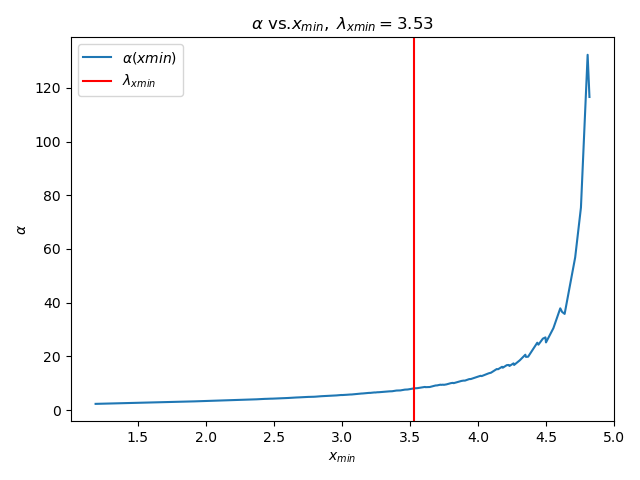 α vs.x_min, λ_xmin = 3.53
α(xmin)
λ_xmin
120
100
80
60
40
20
0
α
1.5 2.0 2.5 3.0 3.5 4.0 4.5 5.0
x_min